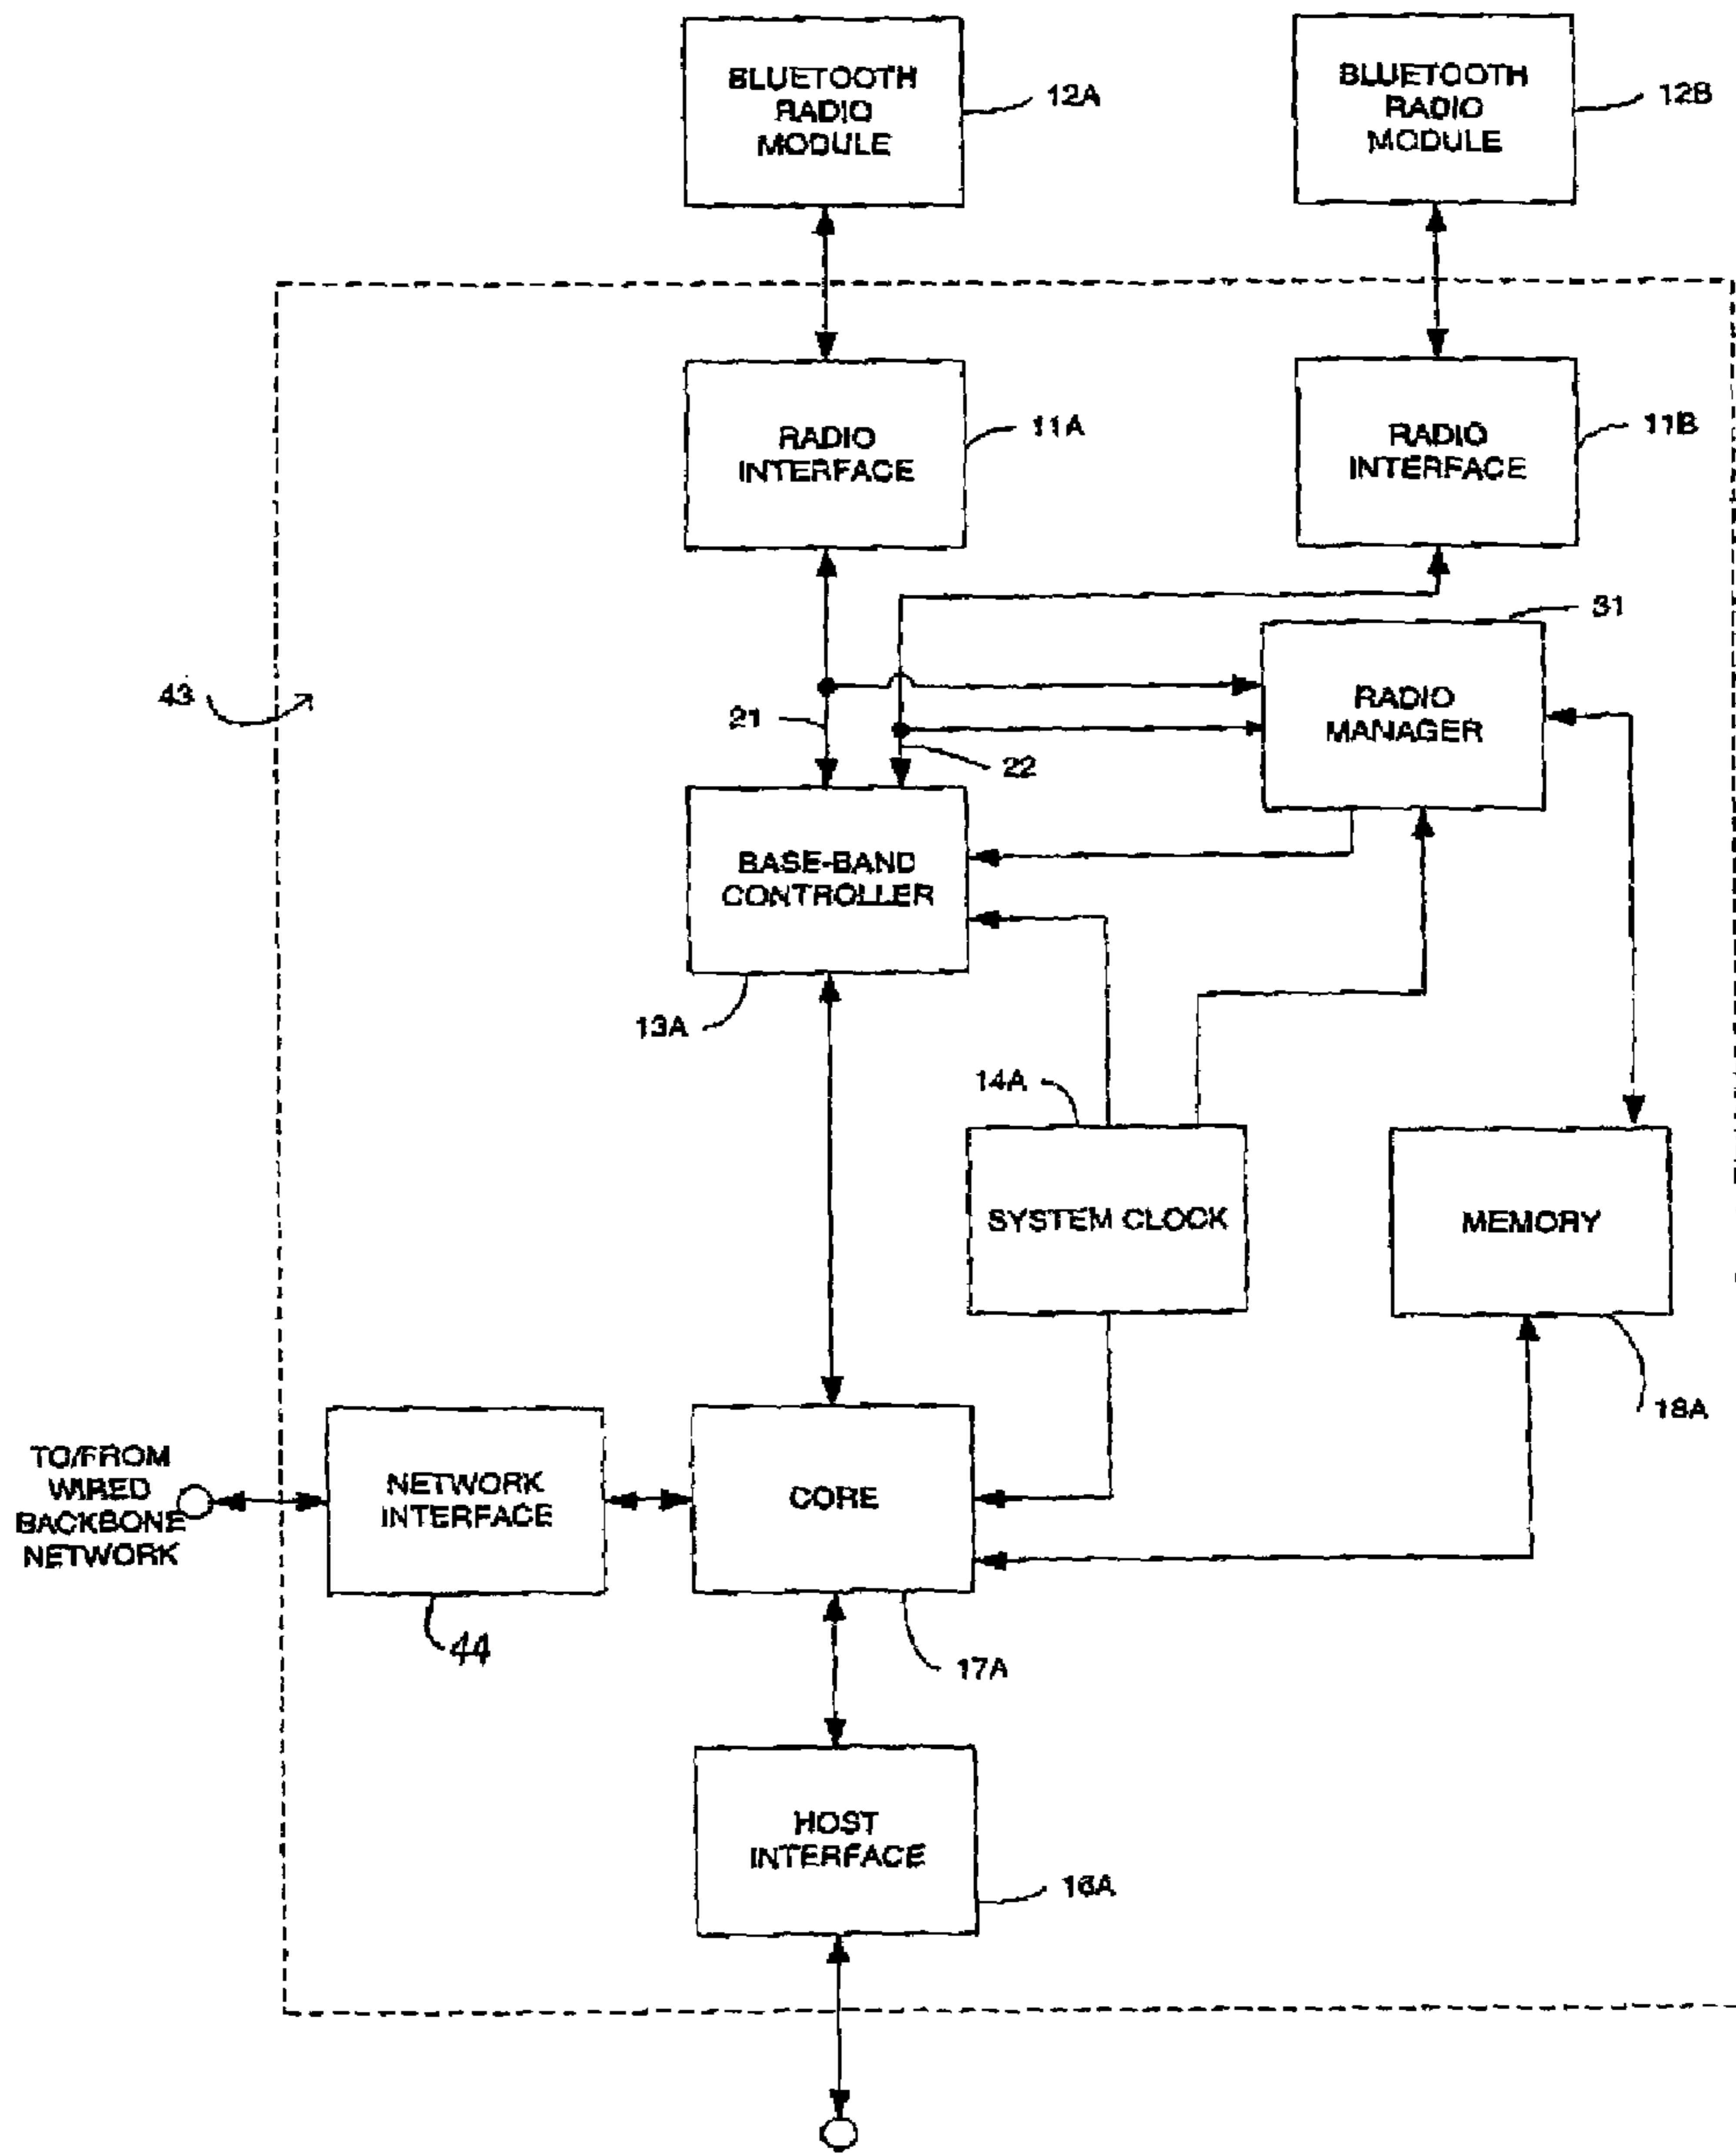 BLUETOOTH
RADIO
MODULE
12A
BLUETOOTH
RADIO
MODULE
12B
RADIO
INTERFACE
11A
RADIO
INTERFACE
11B
31
43
21
22
RADIO
MANAGER
BASE-BAND
CONTROLLER
13A
14A
SYSTEM CLOCK
MEMORY
18A
TO/FROM
WIRED
BACKBONE
NETWORK
NETWORK
INTERFACE
44
CORE
17A
HOST
INTERFACE
16A